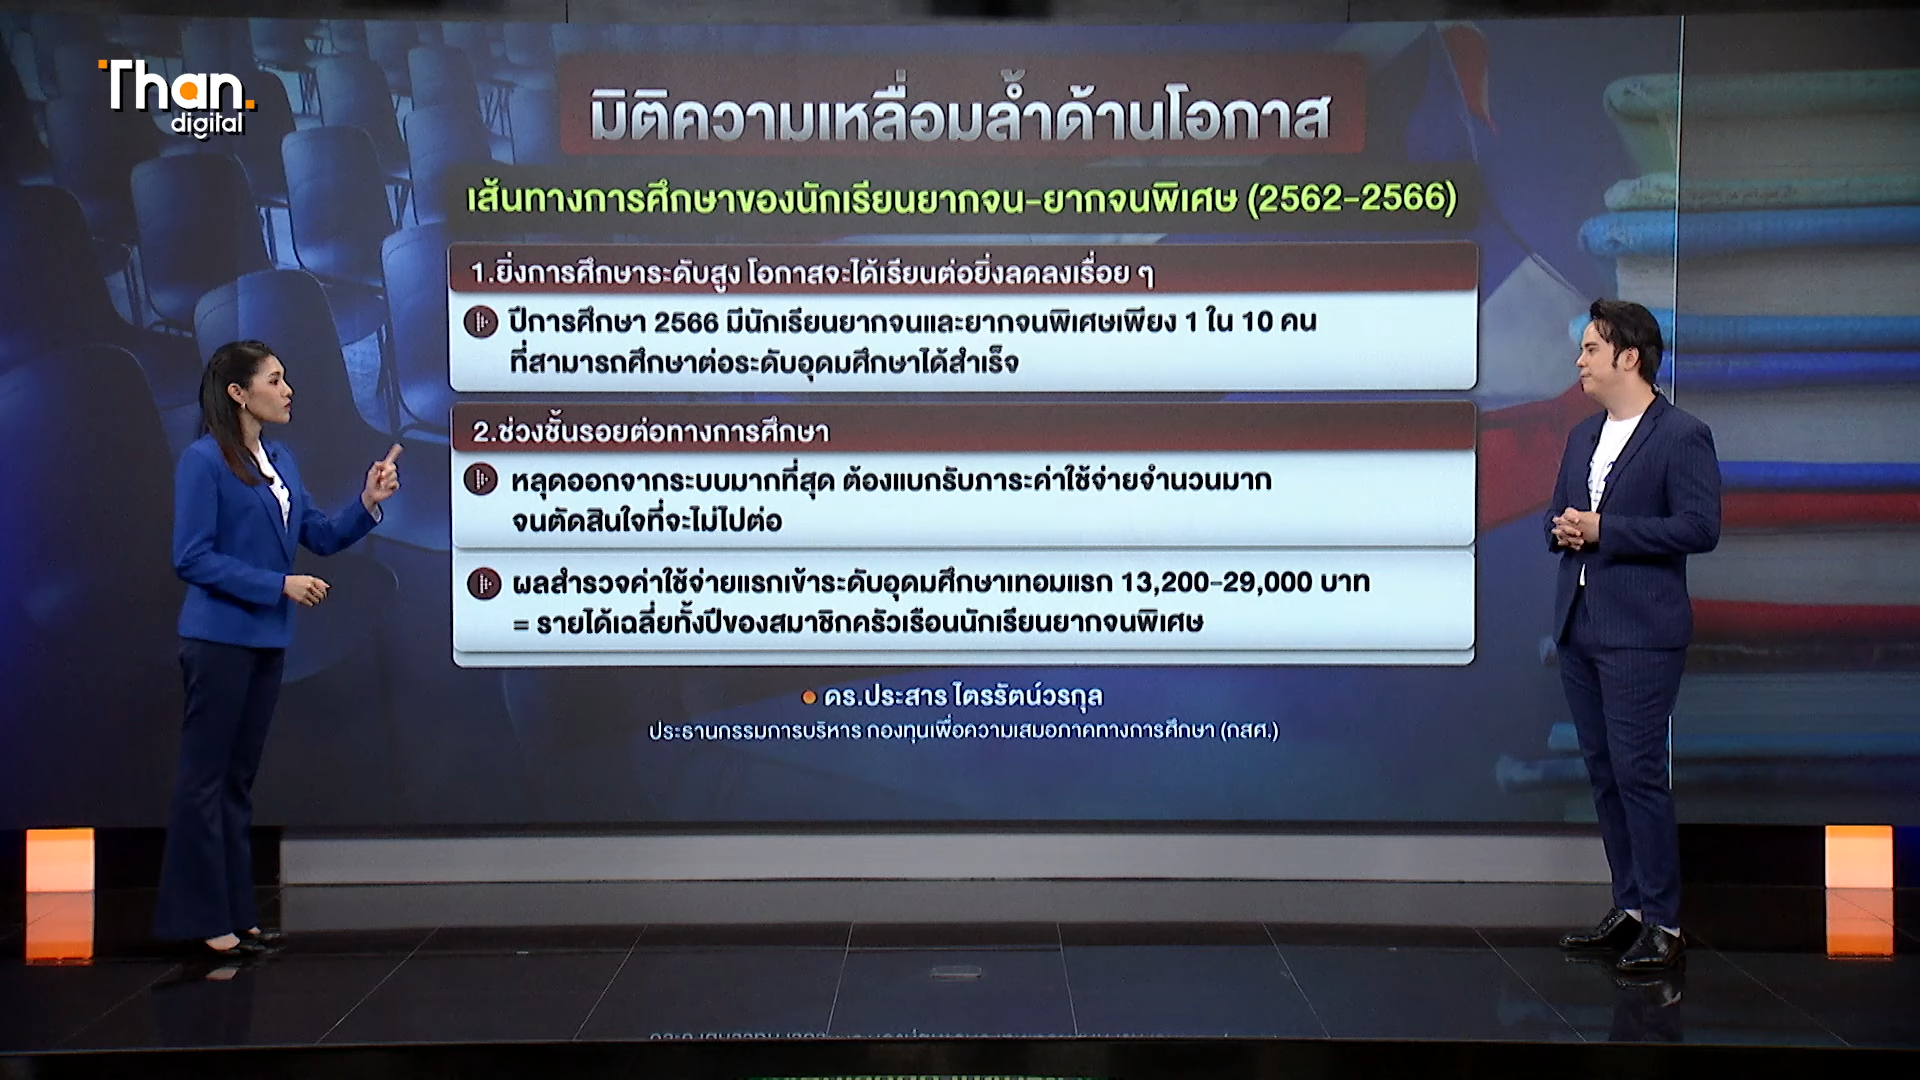 Than.
digital
มิติความเหลื่อมล้ำด้านโอกาส
เส้นทางการศึกษาของนักเรียนยากจน-ยากจนพิเศษ (2562-2566)
1.ยิ่งการศึกษาระดับสูง โอกาสจะได้เรียนต่อยิ่งลดลงเรื่อย ๆ
ปีการศึกษา 2566 มีนักเรียนยากจนและยากจนพิเศษเพียง 1 ใน 10 คน
ที่สามารถศึกษาต่อระดับอุดมศึกษาได้สำเร็จ
2.ช่วงชั้นรอยต่อทางการศึกษา
หลุดออกจากระบบมากที่สุด ต้องแบกรับภาระค่าใช้จ่ายจำนวนมาก
จนตัดสินใจที่จะไม่ไปต่อ
ผลสำรวจค่าใช้จ่ายแรกเข้าระดับอุดมศึกษาเทอมแรก 13,200-29,000 บาท
= รายได้เฉลี่ยทั้งปีของสมาชิกครัวเรือนนักเรียนยากจนพิเศษ
ดร.ประสาร ไตรรัตน์วรกุล
ประธานกรรมการบริหาร กองทุนเพื่อความเสมอภาคทางการศึกษา (กสศ.)